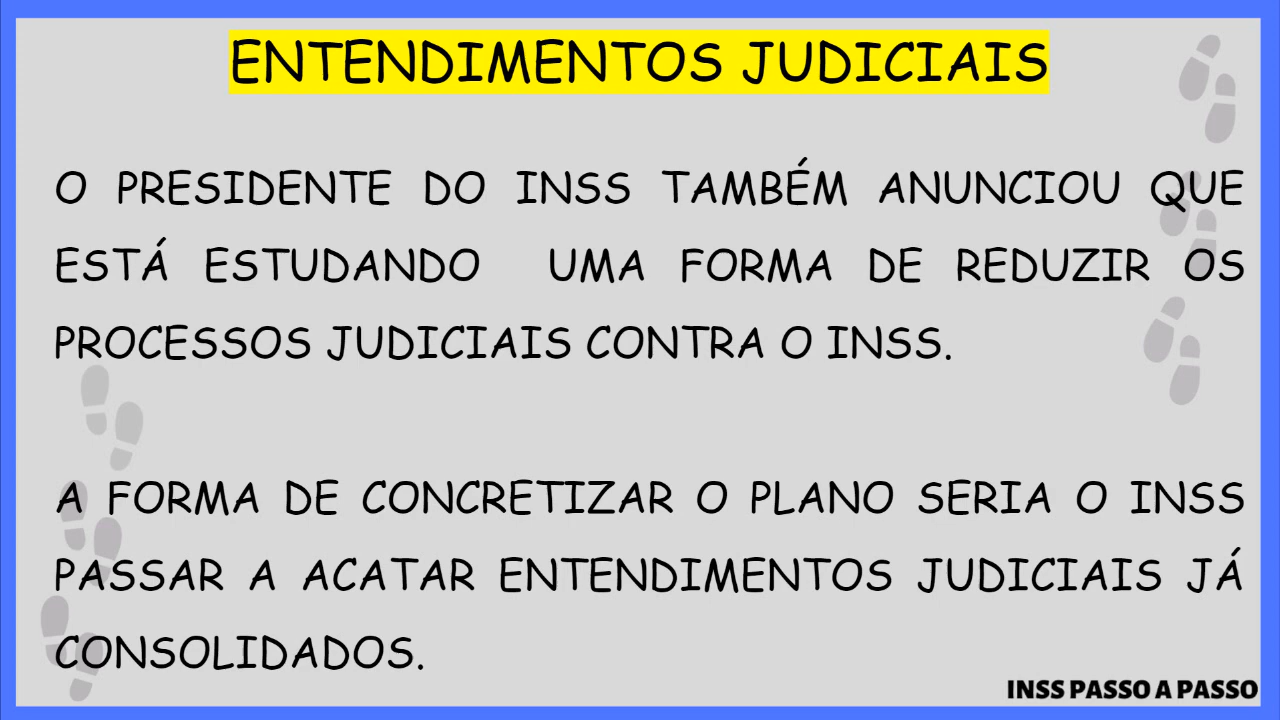 ENTENDIMENTOS JUDICIAIS
O PRESIDENTE DO INSS TAMBÉM ANUNCIOU QUE
ESTÁ ESTUDANDO UMA FORMA DE REDUZIR OS
PROCESSOS JUDICIAIS CONTRA O INSS.
A FORMA DE CONCRETIZAR O PLANO SERIA O INSS
PASSAR A ACATAR ENTENDIMENTOS JUDICIAIS JÁ
CONSOLIDADOS.
INSS PASSO A PASSO